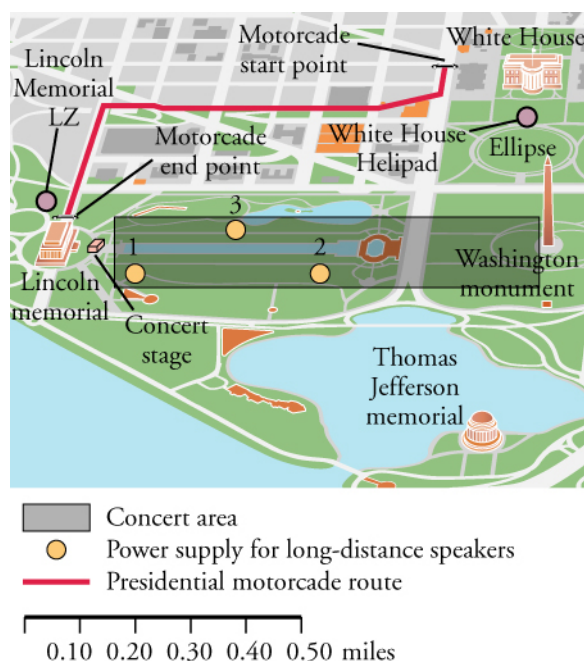 Motorcade
start point
White House
Lincoln
Memorial
LZ
Motorcade
end point
White House
Helipad
Ellipse
3
1
2
Washington
monument
Lincoln
memorial
Concert
stage
Thomas
Jefferson
memorial
Concert area
Power supply for long-distance speakers
Presidential motorcade route
0.10 0.20 0.30 0.40 0.50 miles